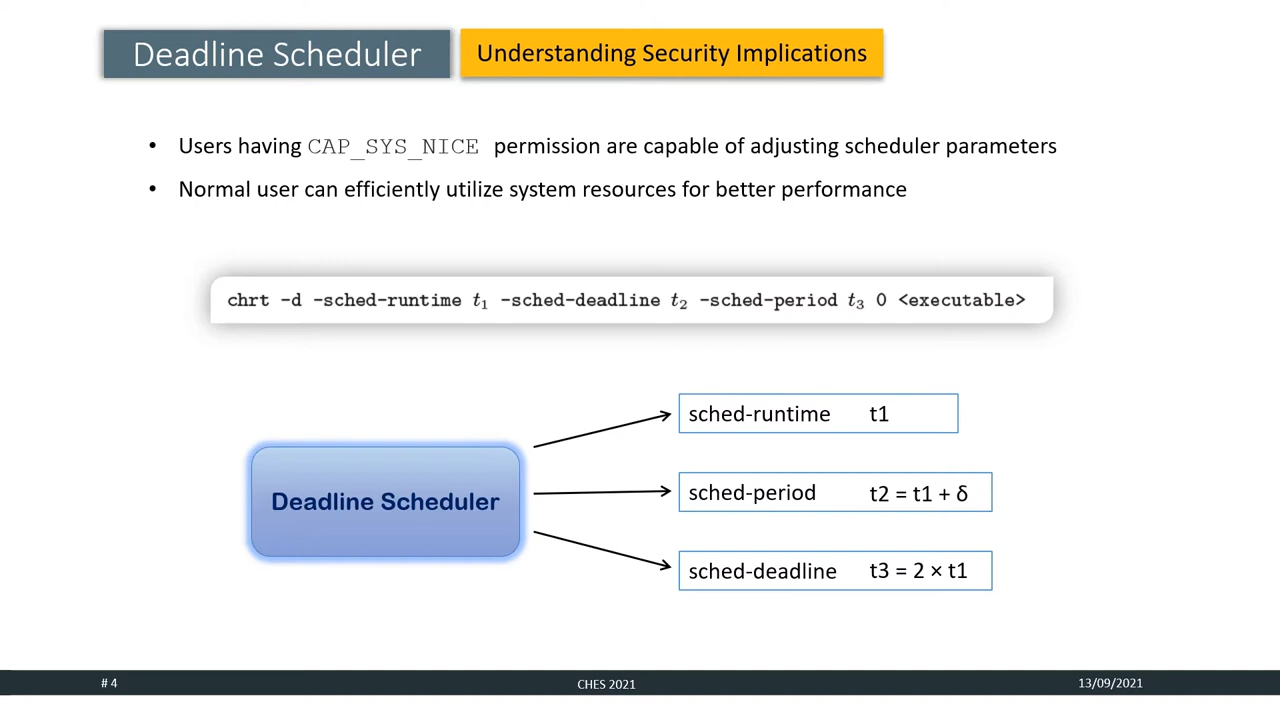 Deadline Scheduler
Understanding Security Implications
• Users having CAP_SYS_NICE permission are capable of adjusting scheduler parameters
• Normal user can efficiently utilize system resources for better performance
chrt -d -sched-runtime t₁ -sched-deadline t₂ -sched-period t₃ 0 <executable>
sched-runtime t1
Deadline Scheduler
sched-period t2 = t1 + δ
sched-deadline t3 = 2 × t1
# 4
CHES 2021
13/09/2021